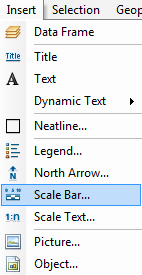 Insert Selection Geop
Data Frame
Title Title
A Text
Dynamic Text
Neatline...
Legend...
N North Arrow...
Scale Bar...
1:n Scale Text...
Picture...
Object...